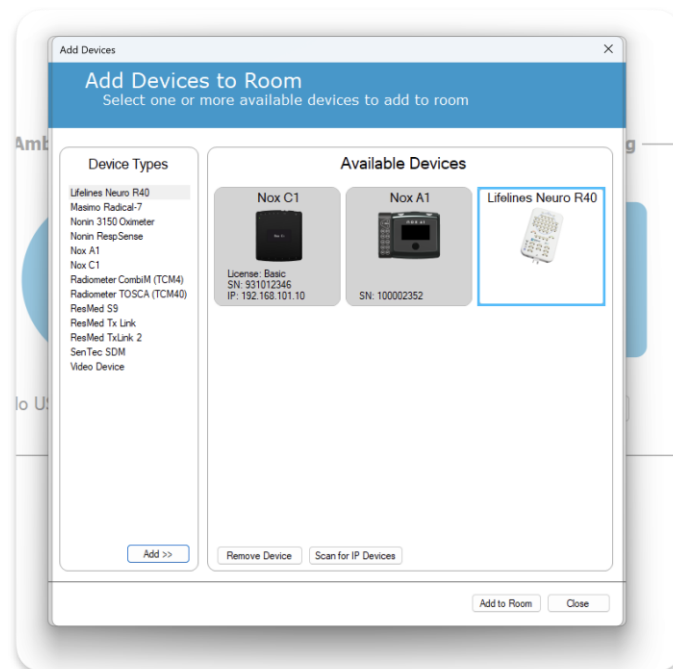 Add Devices
Add Devices to Room
Select one or more available devices to add to room
Device Types
Lifelines Neuro R40
Masimo Radical-7
Nonin 3150 Oximeter
Nonin RespSense
Nox A1
Nox C1
Radiometer CombiM (TCM4)
Radiometer TOSCA (TCM40)
ResMed S9
ResMed Tx Link
ResMed TxLink 2
SenTec SDM
Video Device
Add >>
Available Devices
Nox C1
License: Basic
SN: 931012346
IP: 192.168.101.10
Nox A1
SN: 100002352
Lifelines Neuro R40
Remove Device
Scan for IP Devices
Add to Room
Close